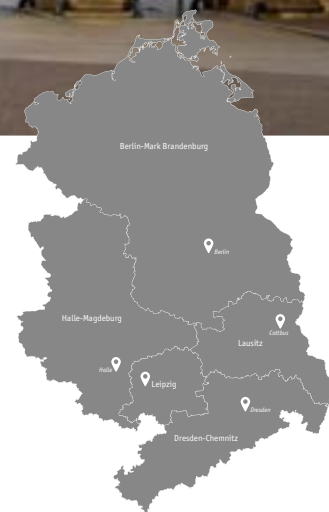 Berlin-Mark Brandenburg
Berlin
Halle-Magdeburg
Cottbus
Lausitz
Halle
Leipzig
Dresden
Dresden-Chemnitz